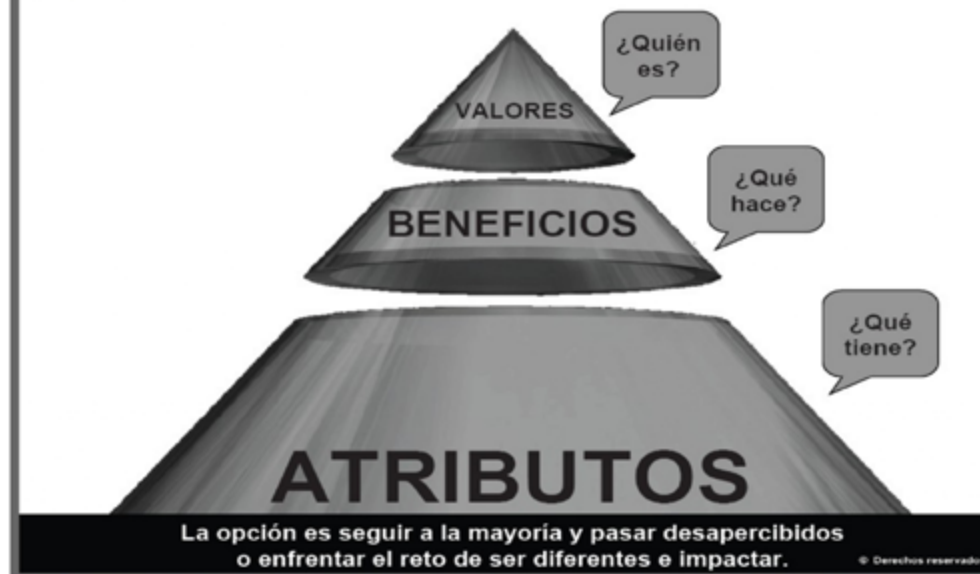 ¿Quién
es?
VALORES
¿Qué
hace?
BENEFICIOS
¿Qué
tiene?
ATRIBUTOS
La opción es seguir a la mayoría y pasar desapercibidos
o enfrentar el reto de ser diferentes e impactar.
© Derechos reservado